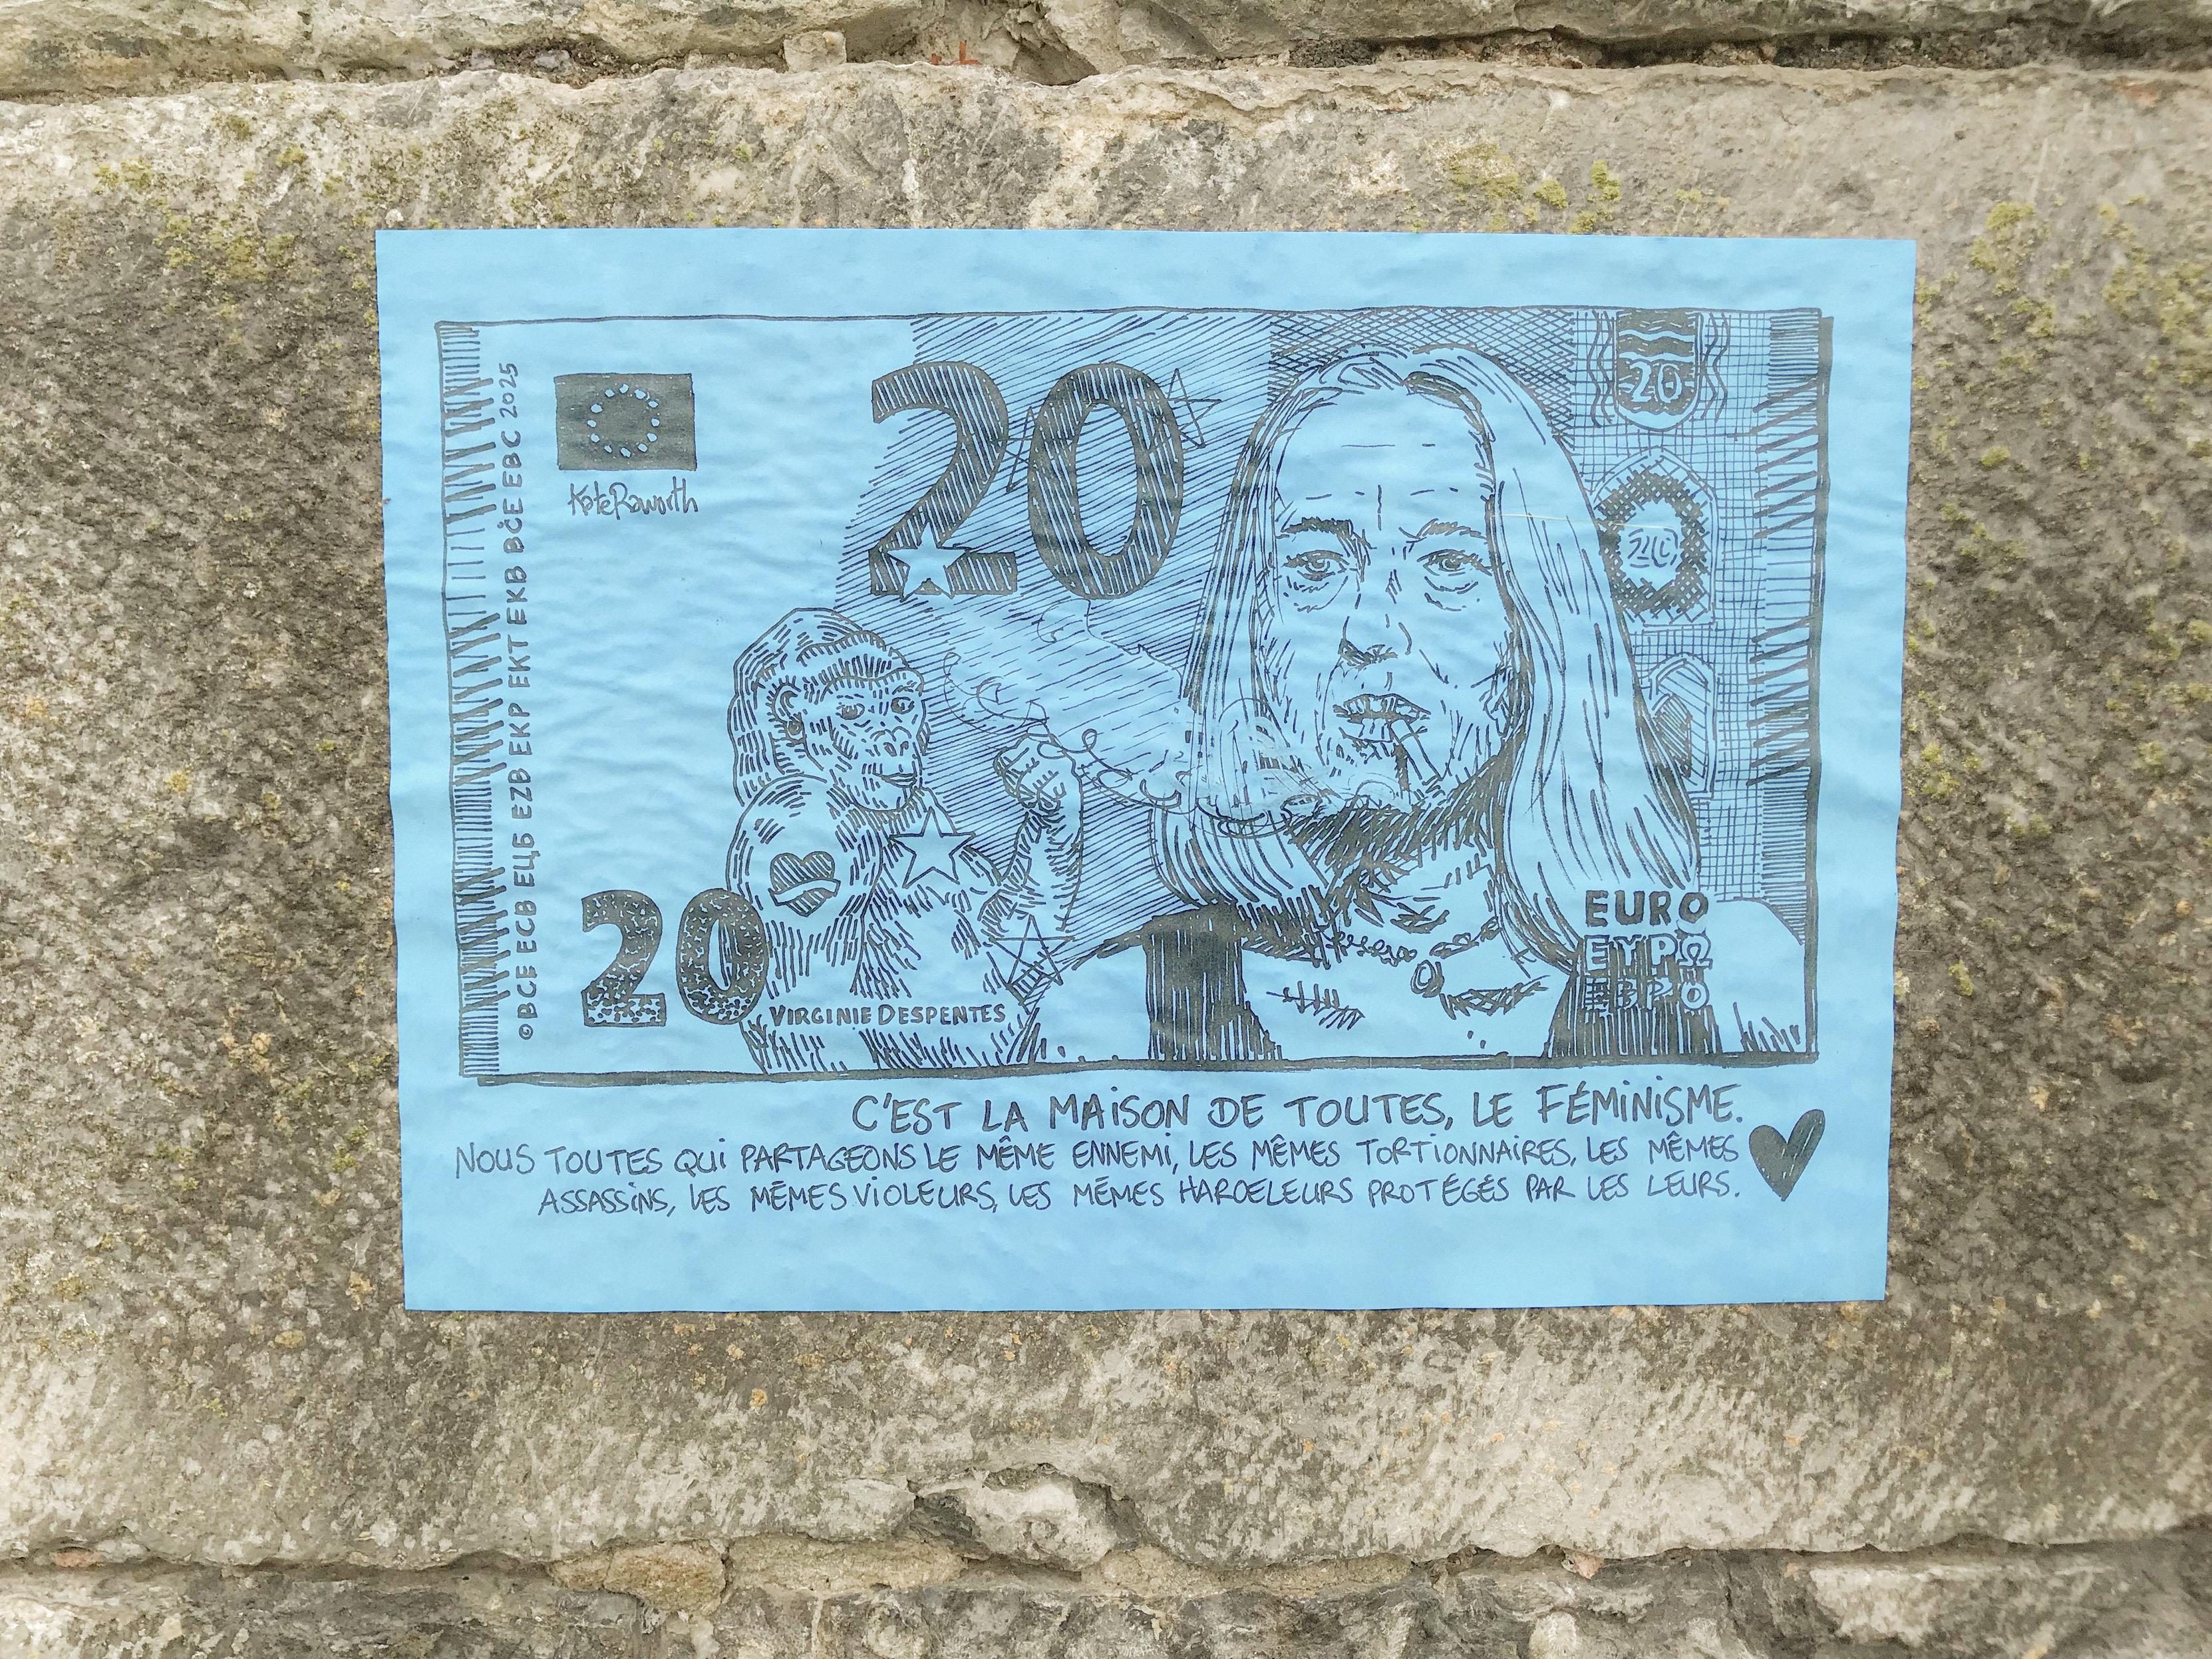 ©BCE ECB ЕЦБ EZB EKP EKT EKB BĊE EBC 2025
Kate Raworth
20
20
20
20
VIRGINIE DESPENTES
EURO
ΕΥΡΩ
ЕВРО
C'EST LA MAISON DE TOUTES, LE FÉMINISME.
NOUS TOUTES QUI PARTAGEONS LE MÊME ENNEMI, LES MÊMES TORTIONNAIRES, LES MÊMES
ASSASSINS, LES MÊMES VIOLEURS, LES MÊMES HARCELEURS PROTÉGÉS PAR LES LEURS.